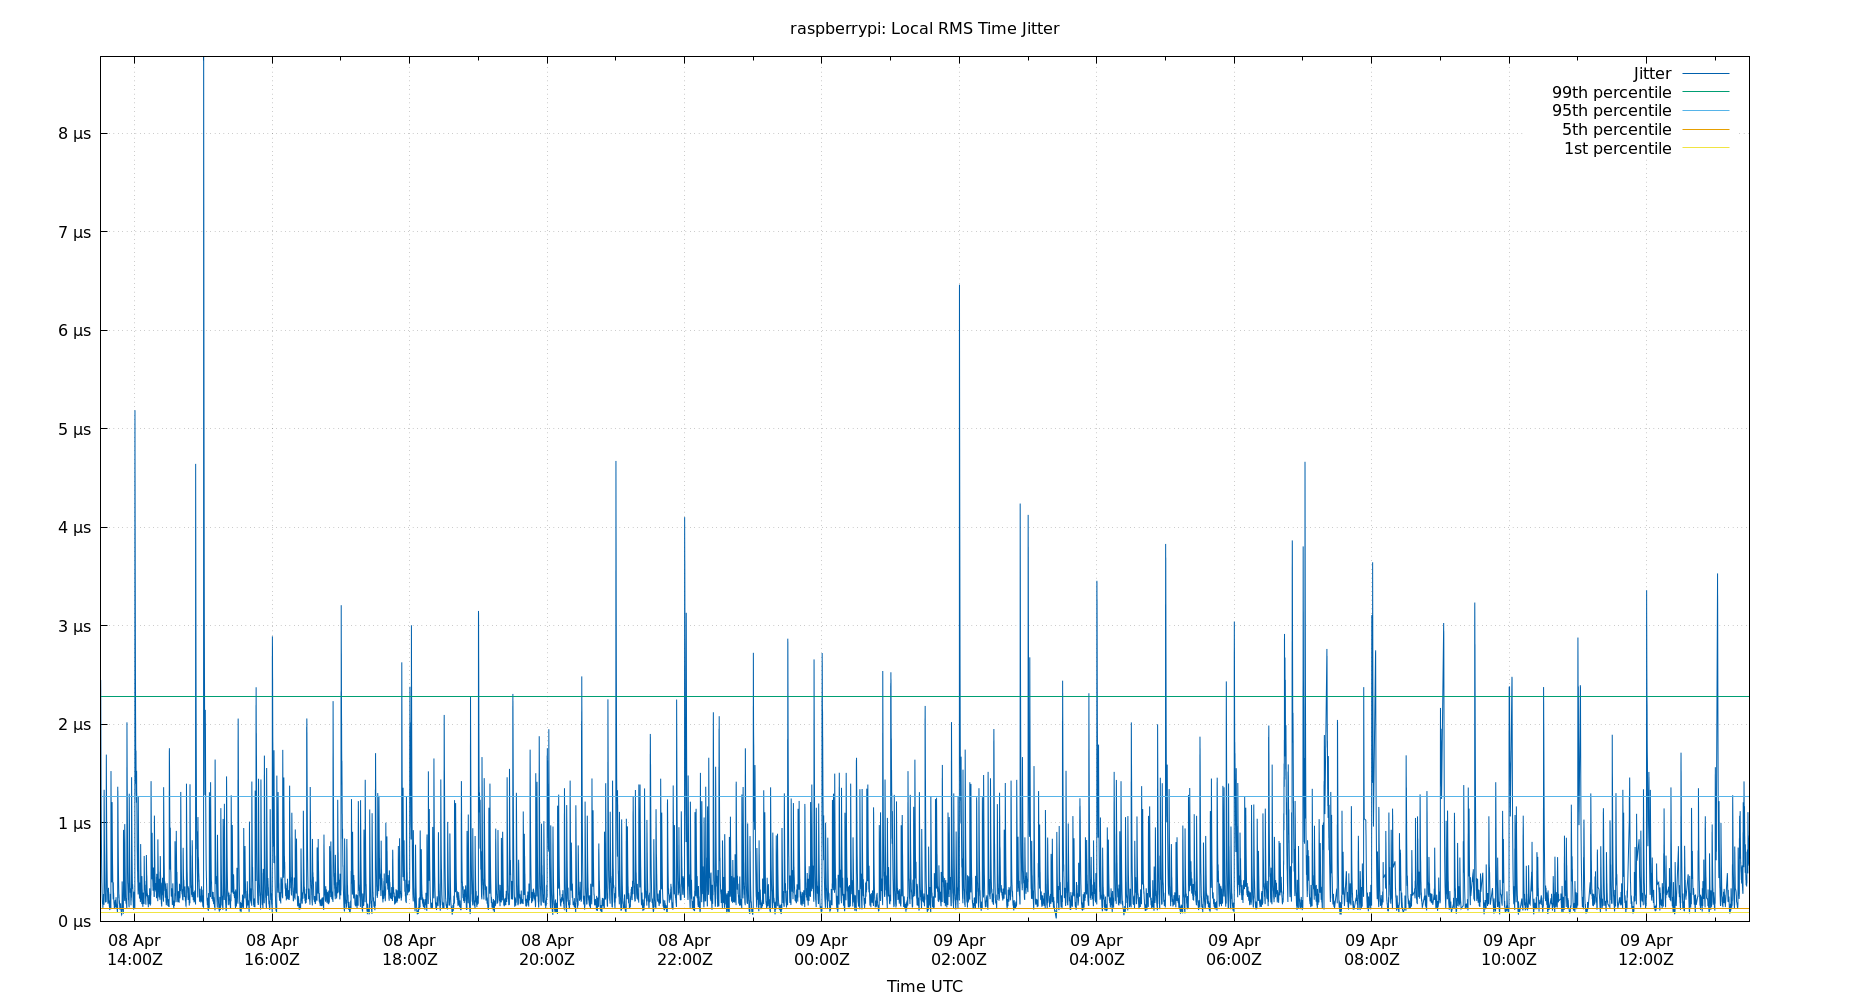 raspberrypi: Local RMS Time Jitter
Jitter
99th percentile
95th percentile
5th percentile
1st percentile
8 µs
7 µs
6 µs
5 µs
4 µs
3 µs
2 µs
1 µs
0 µs
08 Apr 08 Apr 08 Apr 08 Apr 08 Apr 09 Apr 09 Apr 09 Apr 09 Apr 09 Apr 09 Apr 09 Apr
14:00Z 16:00Z 18:00Z 20:00Z 22:00Z 00:00Z 02:00Z 04:00Z 06:00Z 08:00Z 10:00Z 12:00Z
Time UTC